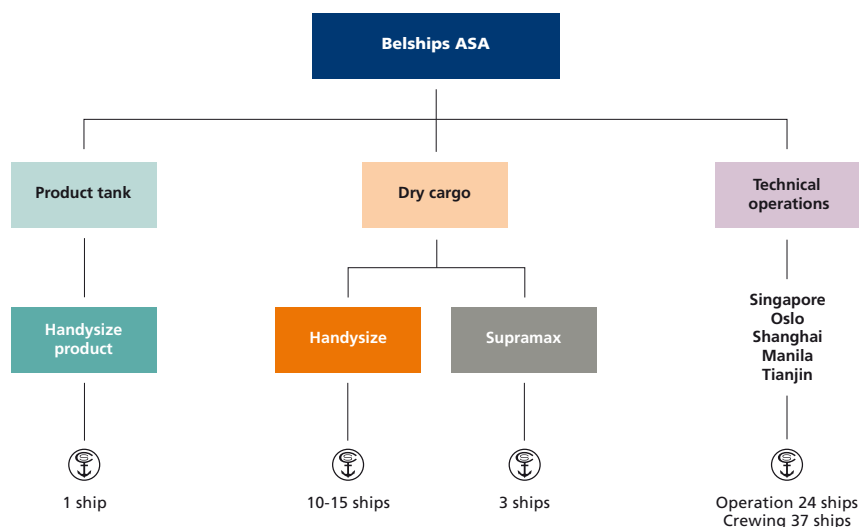 Belships ASA
Product tank
Dry cargo
Technical
operations
Handysize
product
Handysize
Supramax
Singapore
Oslo
Shanghai
Manila
Tianjin
1 ship
10-15 ships
3 ships
Operation 24 ships
Crewing 37 ships